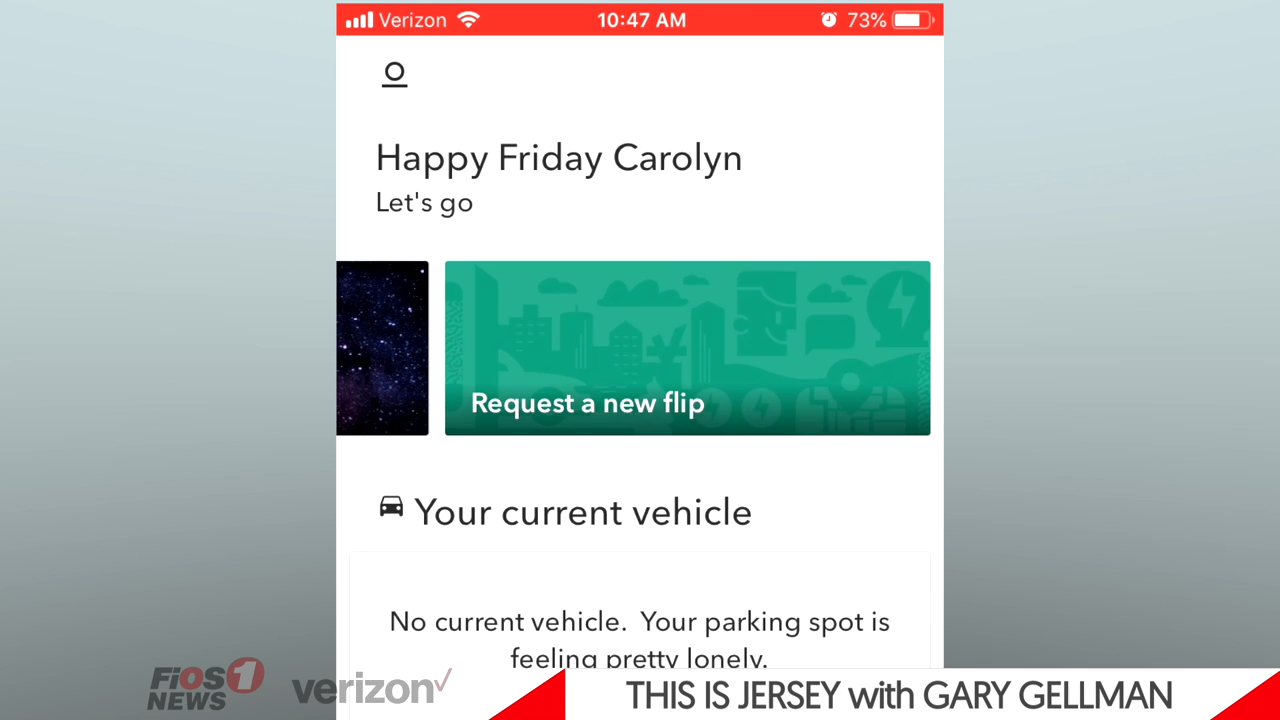 Verizon 10:47 AM 73%
Happy Friday Carolyn
Let's go
Request a new flip
Your current vehicle
No current vehicle. Your parking spot is
feeling pretty lonely.
FiOS1
NEWS
verizon
THIS IS JERSEY with GARY GELLMAN